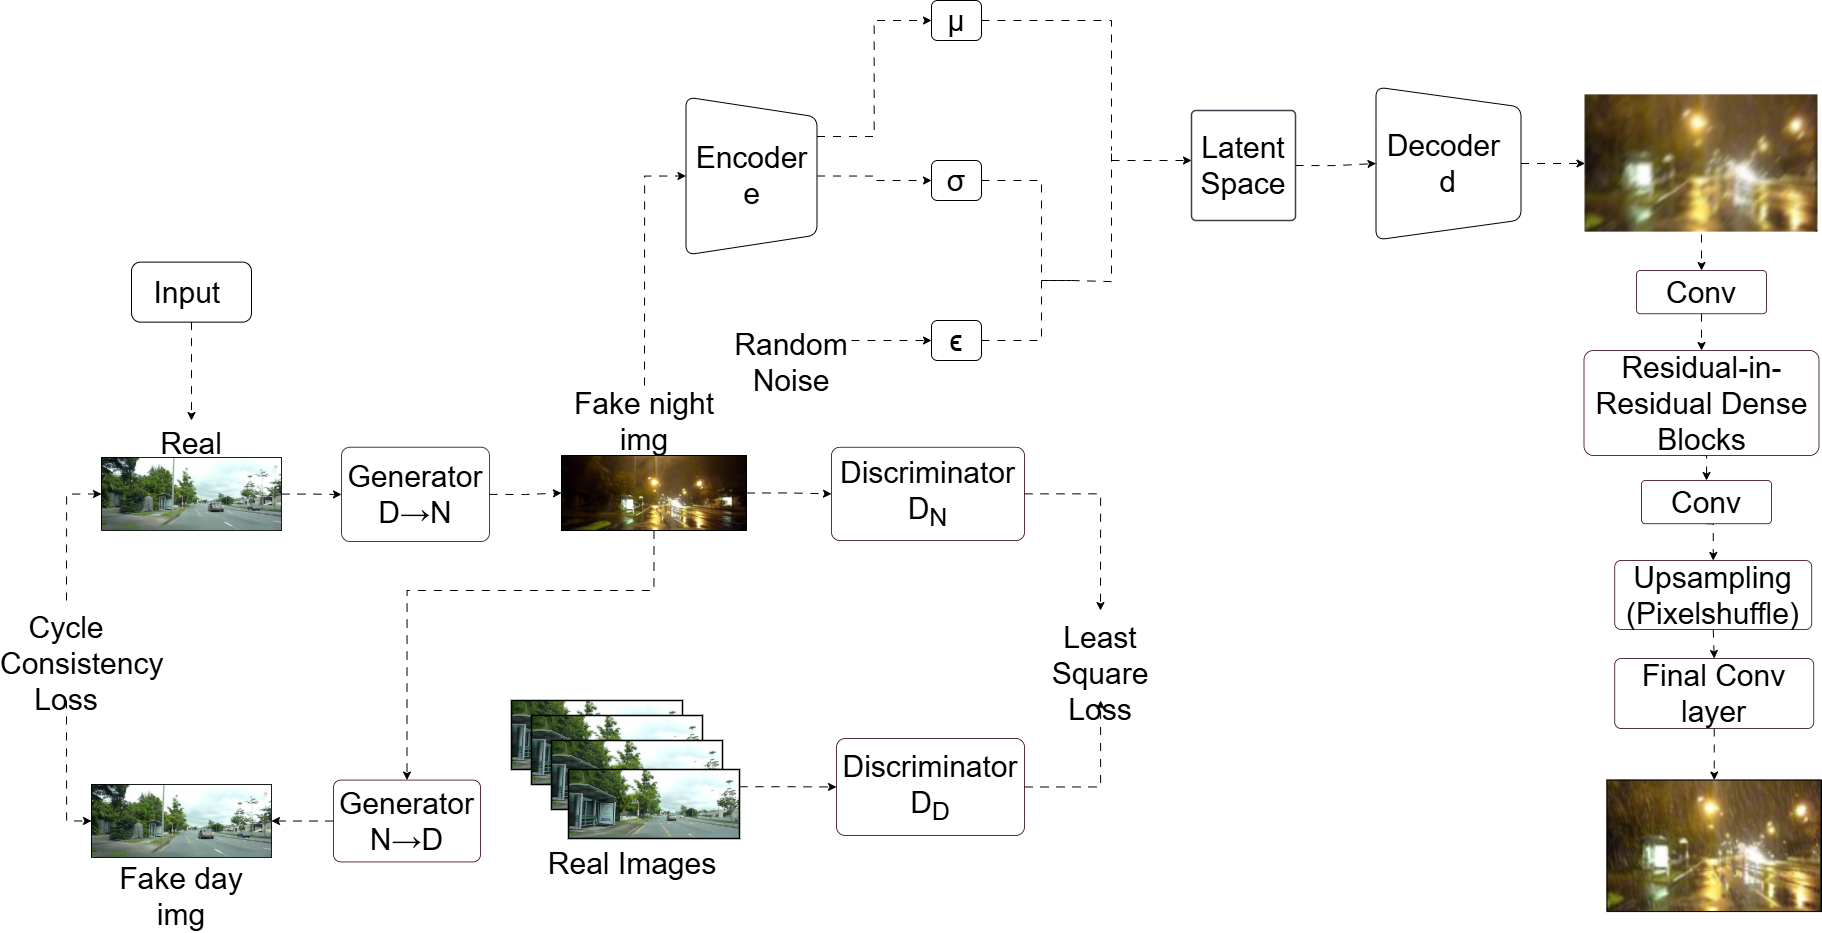 μ
Encoder
e
σ
Latent
Space
Decoder
d
Input
Conv
Random
Noise
ϵ
Residual-in-
Residual Dense
Blocks
Fake night
img
Real
Generator
D→N
Discriminator
D_N
Conv
Upsampling
(Pixelshuffle)
Cycle
Consistency
Loss
Least
Square
Loss
Final Conv
layer
Generator
N→D
Discriminator
D_D
Real Images
Fake day
img